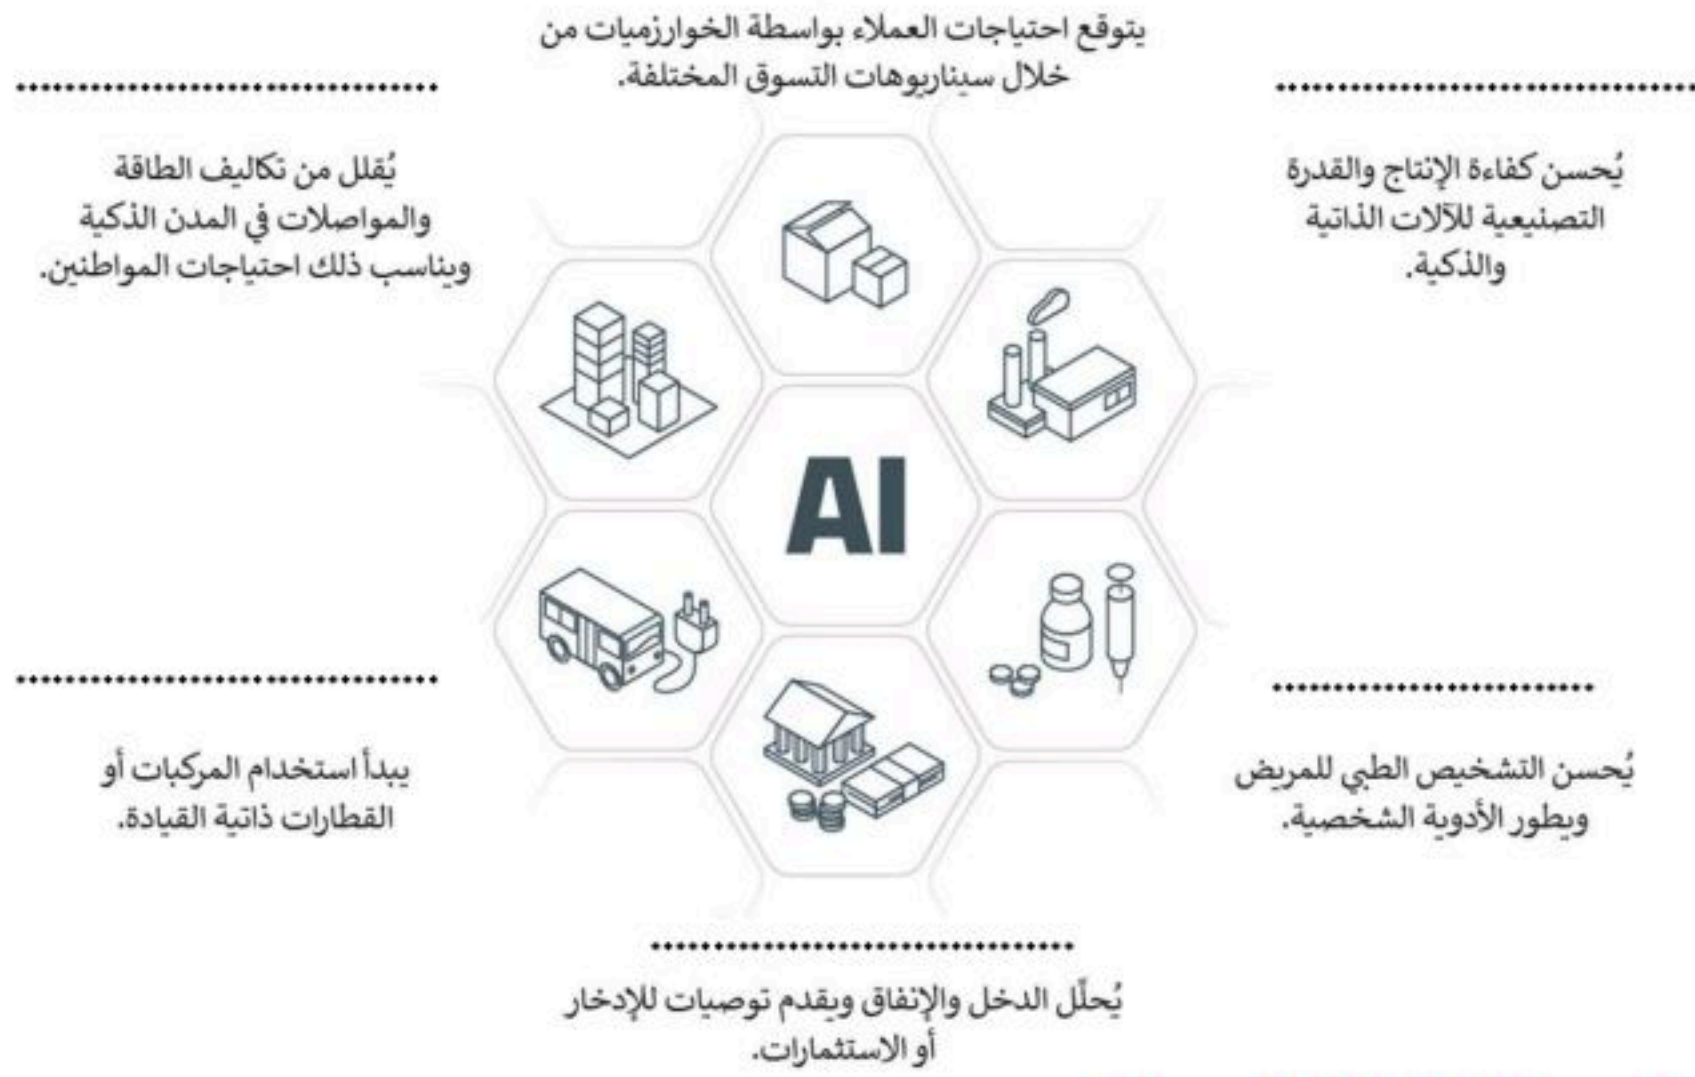 يتوقع احتياجات العملاء بواسطة الخوارزميات من
خلال سيناريوهات التسوق المختلفة.
يُحسن كفاءة الإنتاج والقدرة
التصنيعية للآلات الذاتية
والذكية.
يُقلل من تكاليف الطاقة
والمواصلات في المدن الذكية
ويناسب ذلك احتياجات المواطنين.
AI
يُحسن التشخيص الطبي للمريض
ويطور الأدوية الشخصية.
يبدأ استخدام المركبات أو
القطارات ذاتية القيادة.
يُحلِّل الدخل والإنفاق ويقدم توصيات للإدخار
أو الاستثمارات.